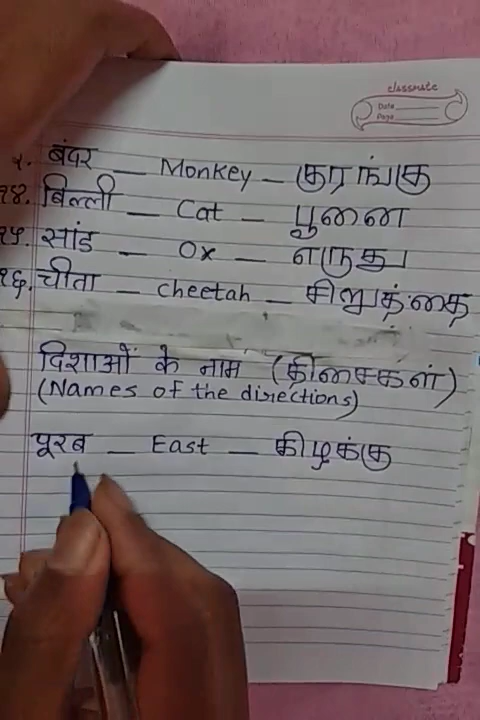 classmate
Date
Page
५. बंदर — Monkey — குரங்கு
१४. बिल्ली — Cat — பூனை
१५. सांड — Ox — எருது
१६. चीता — cheetah — சிறுத்தை
दिशाओं के नाम (திசைகள்)
(Names of the directions)
पूरब — East — கிழக்கு